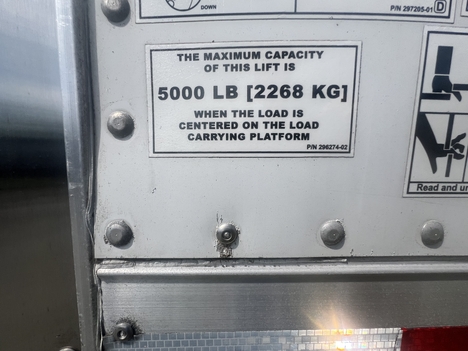 DOWN
P/N 297205-01 D
THE MAXIMUM CAPACITY
OF THIS LIFT IS
5000 LB [2268 KG]
WHEN THE LOAD IS
CENTERED ON THE LOAD
CARRYING PLATFORM
P/N 296274-02
Read and